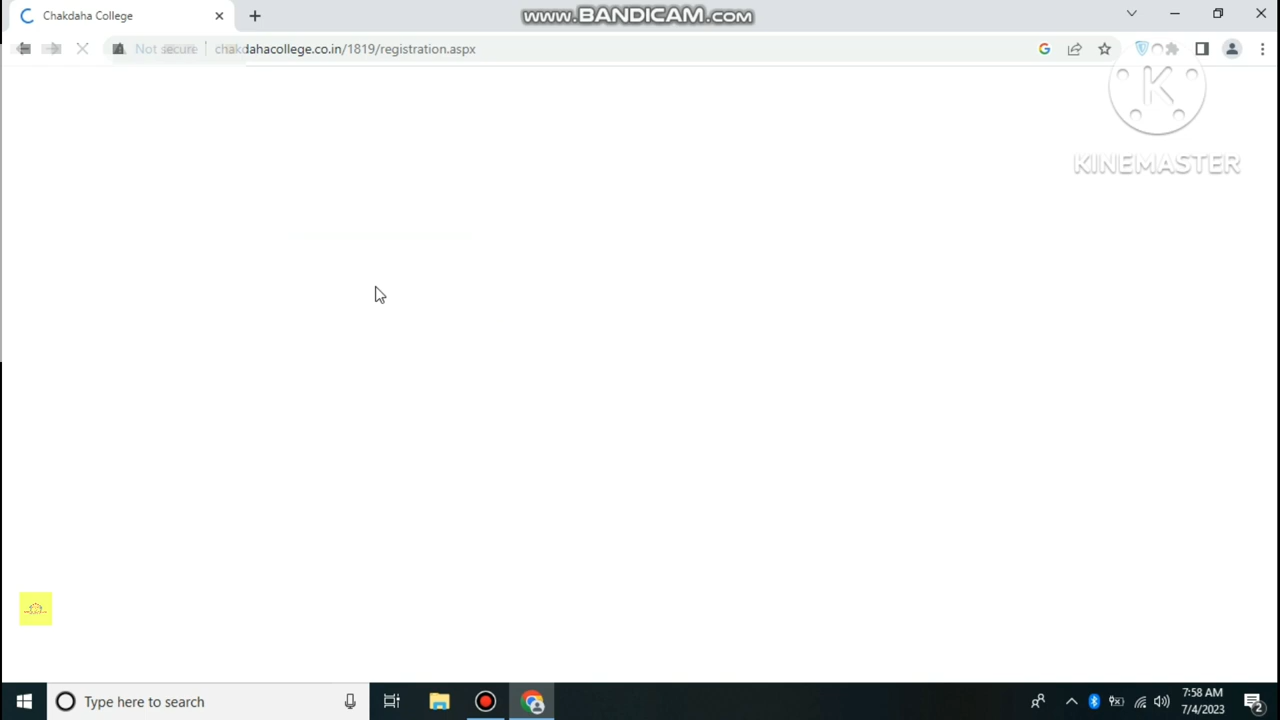 Chakdaha College
www.BANDICAM.com
Not secure
chakdahacollege.co.in/1819/registration.aspx
K
KINEMASTER
Type here to search
7:58 AM
7/4/2023
2